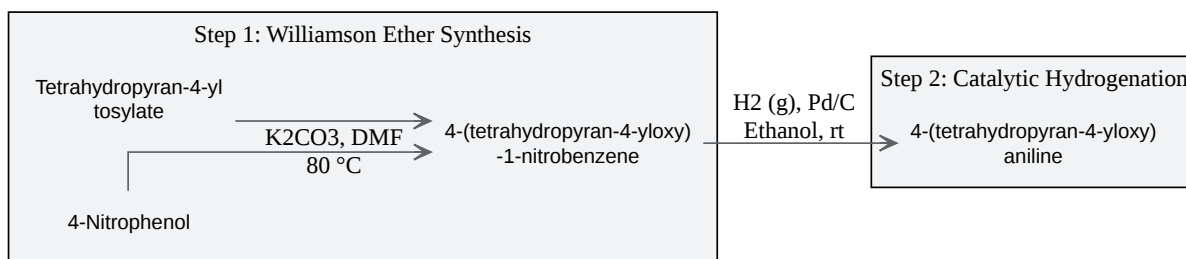 Step 1: Williamson Ether Synthesis
Tetrahydropyran-4-yl
tosylate
K2CO3, DMF
80 °C
4-Nitrophenol
4-(tetrahydropyran-4-yloxy)
-1-nitrobenzene
H2 (g), Pd/C
Ethanol, rt
Step 2: Catalytic Hydrogenation
4-(tetrahydropyran-4-yloxy)
aniline